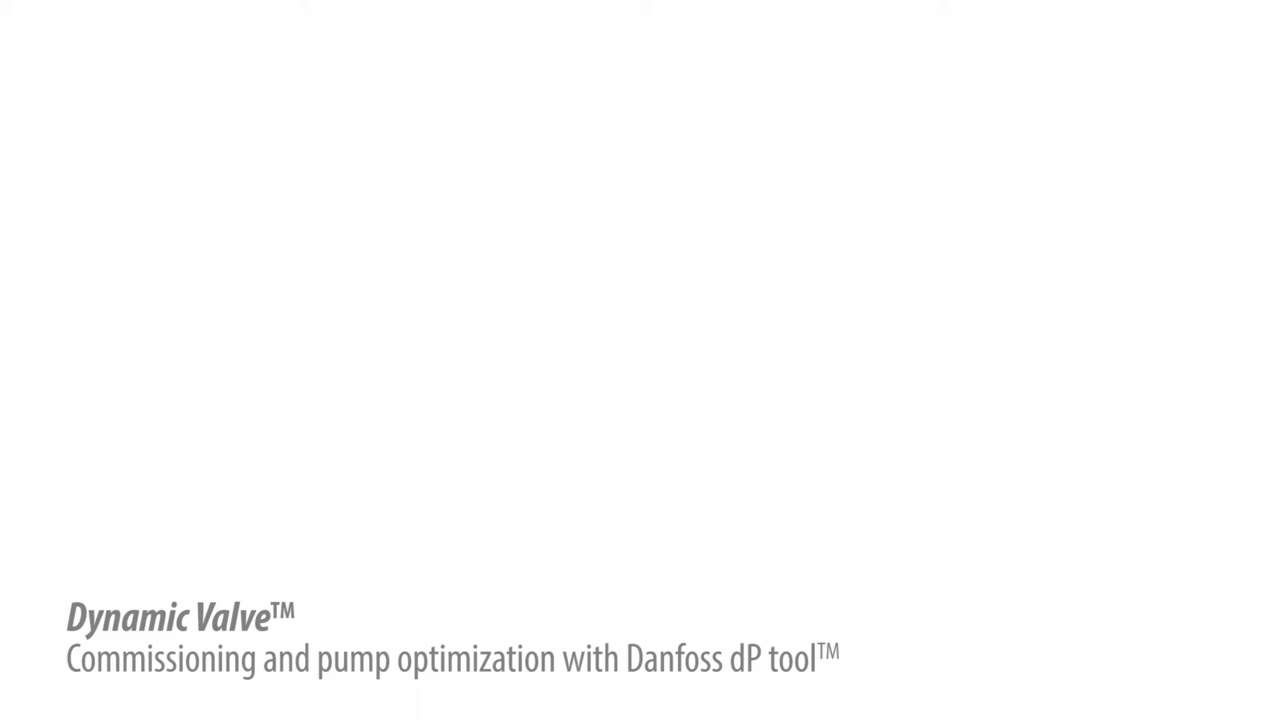 Dynamic Valve™
Commissioning and pump optimization with Danfoss dP tool™